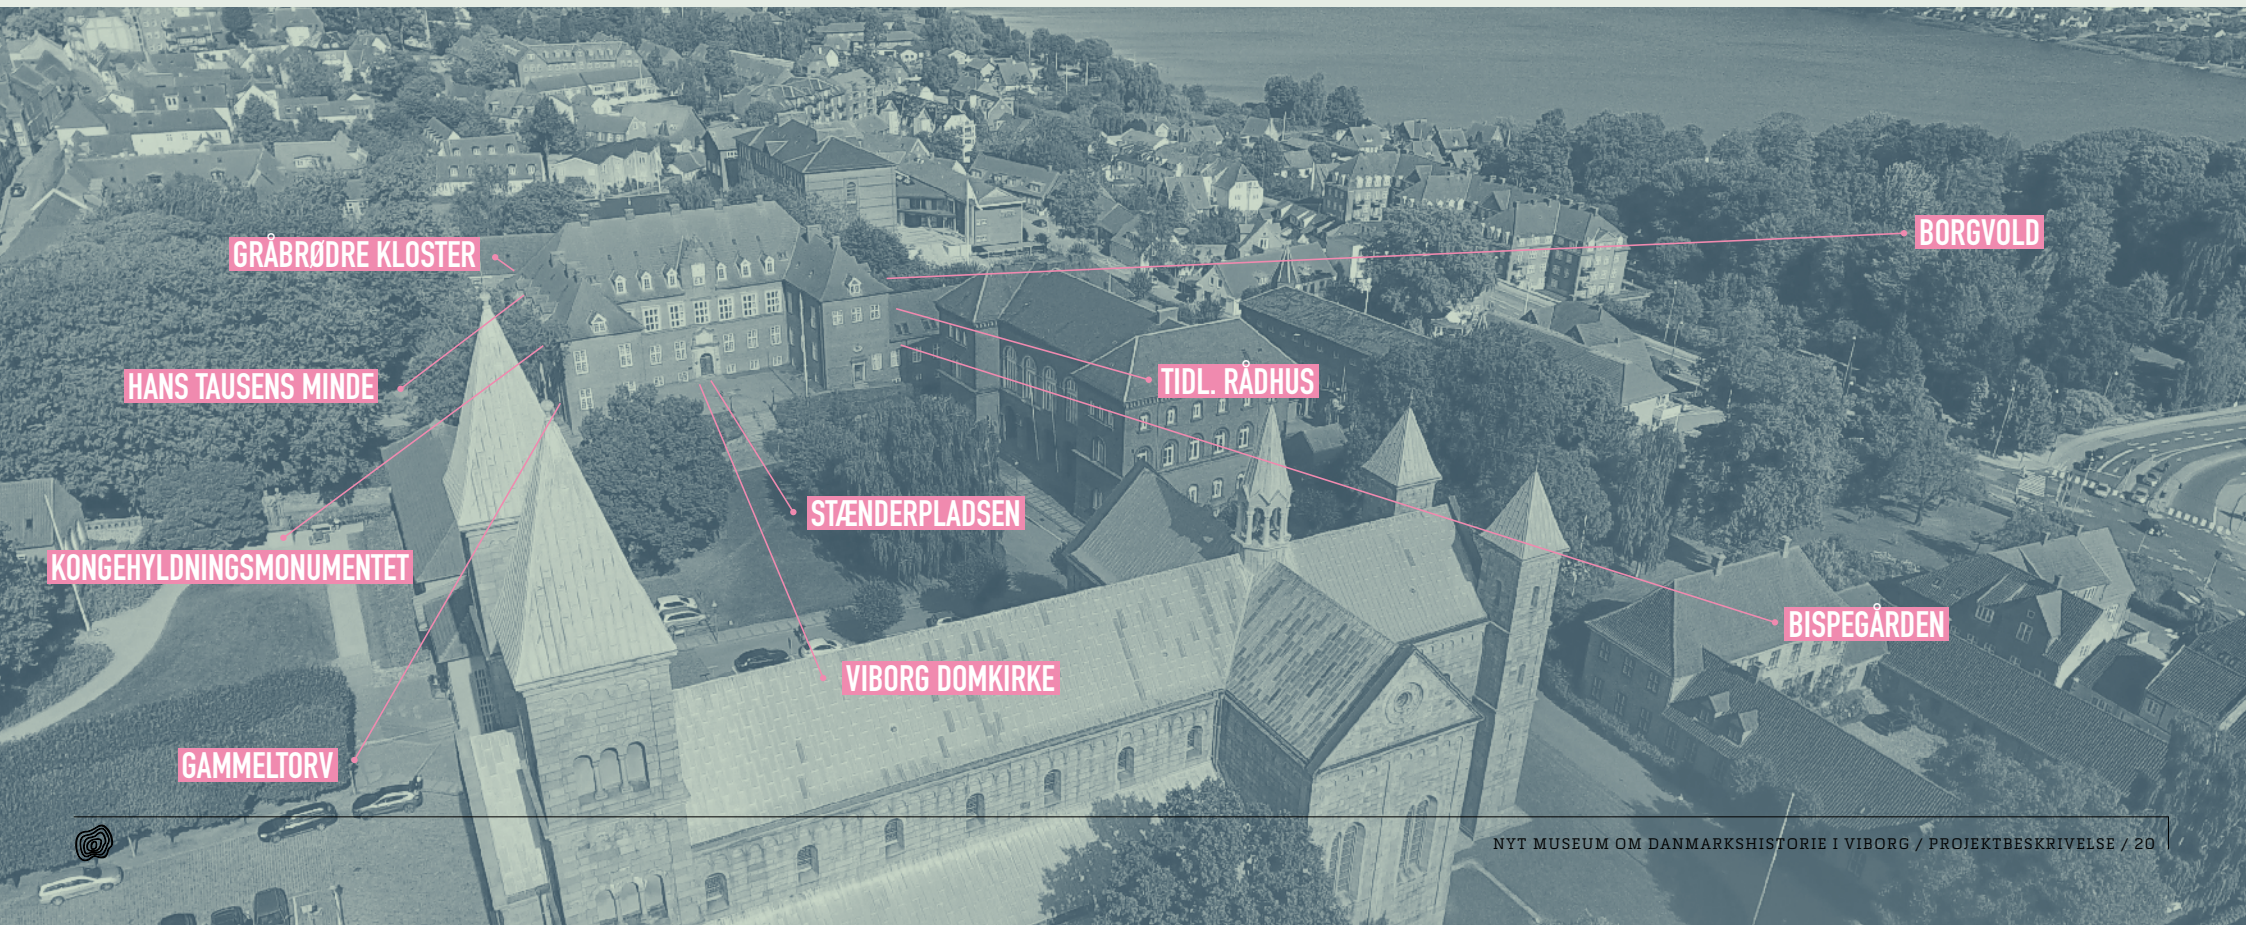 BORGVOLD
GRÅBRØDRE KLOSTER
HANS TAUSENS MINDE
TIDL. RÅDHUS
STÆNDERPLADSEN
KONGEHYLDNINGSMONUMENTET
BISPEGÅRDEN
VIBORG DOMKIRKE
GAMMELTORV
NYT MUSEUM OM DANMARKSHISTORIE I VIBORG / PROJEKTBESKRIVELSE / 20